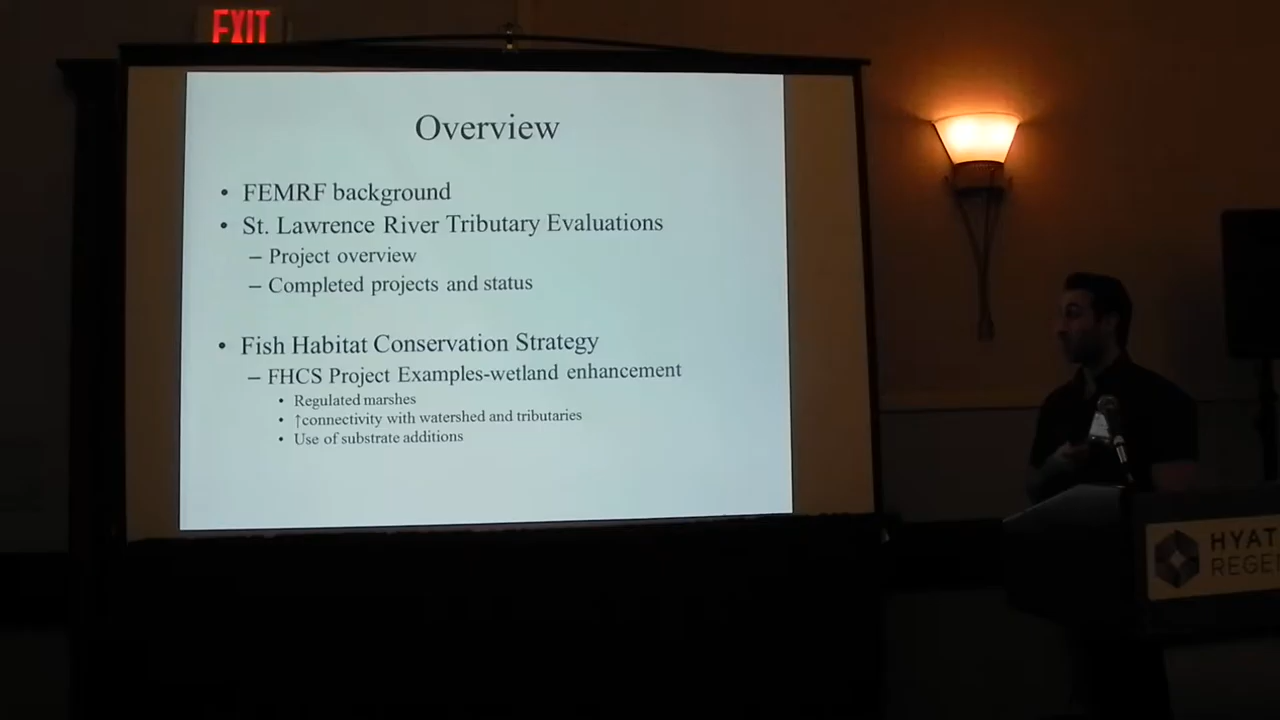 EXIT
Overview
• FEMRF background
• St. Lawrence River Tributary Evaluations
– Project overview
– Completed projects and status
• Fish Habitat Conservation Strategy
– FHCS Project Examples-wetland enhancement
• Regulated marshes
• ↑connectivity with watershed and tributaries
• Use of substrate additions
HYAT
REGE